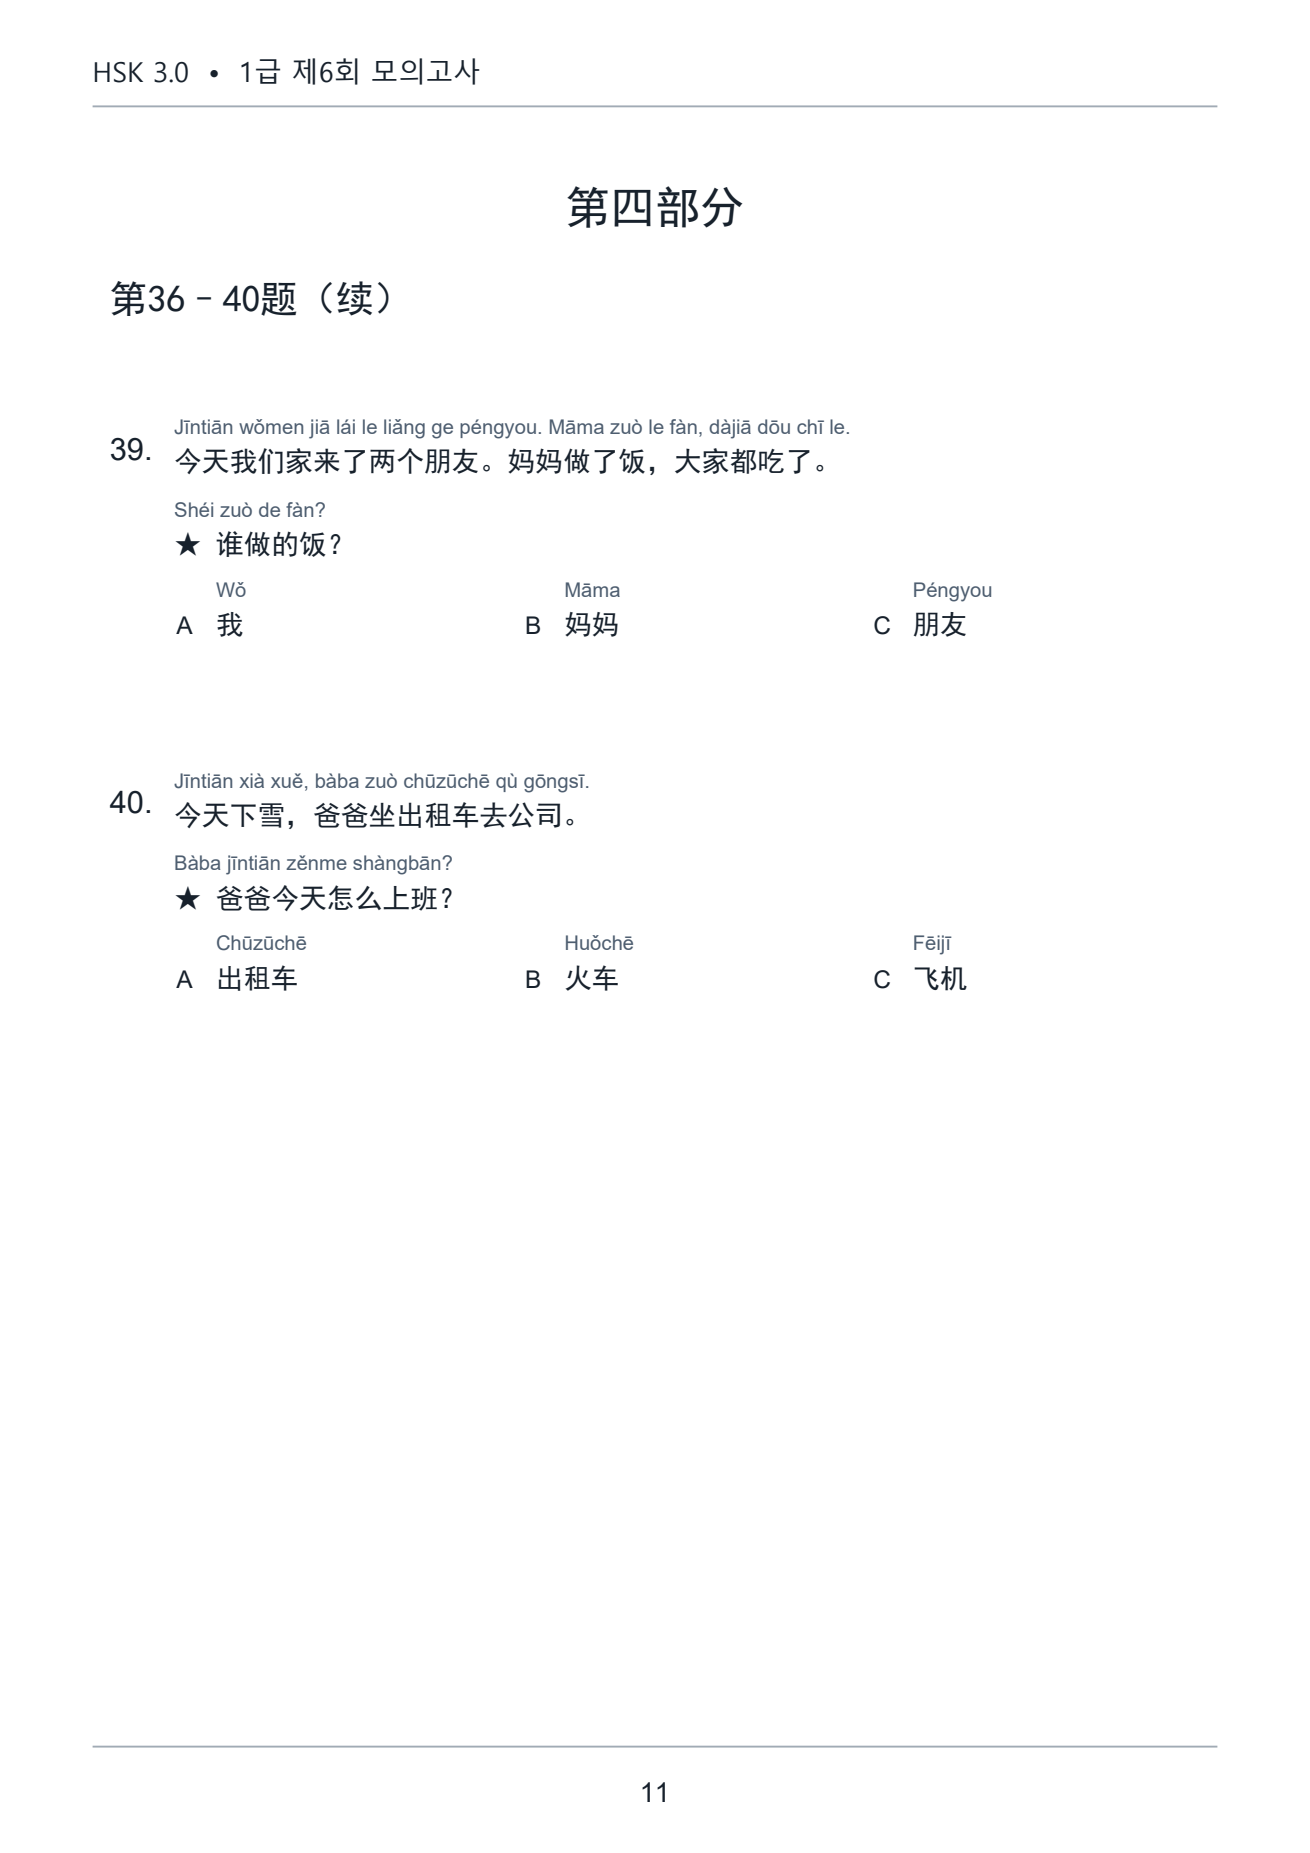 HSK 3.0 • 1급 제6회 모의고사
第四部分
第36－40题（续）
Jīntiān wǒmen jiā lái le liǎng ge péngyou. Māma zuò le fàn, dàjiā dōu chī le.
39. 今天我们家来了两个朋友。妈妈做了饭，大家都吃了。
Shéi zuò de fàn?
★ 谁做的饭？
Wǒ Māma Péngyou
A 我 B 妈妈 C 朋友
Jīntiān xià xuě, bàba zuò chūzūchē qù gōngsī.
40. 今天下雪，爸爸坐出租车去公司。
Bàba jīntiān zěnme shàngbān?
★ 爸爸今天怎么上班？
Chūzūchē Huǒchē Fēijī
A 出租车 B 火车 C 飞机
11